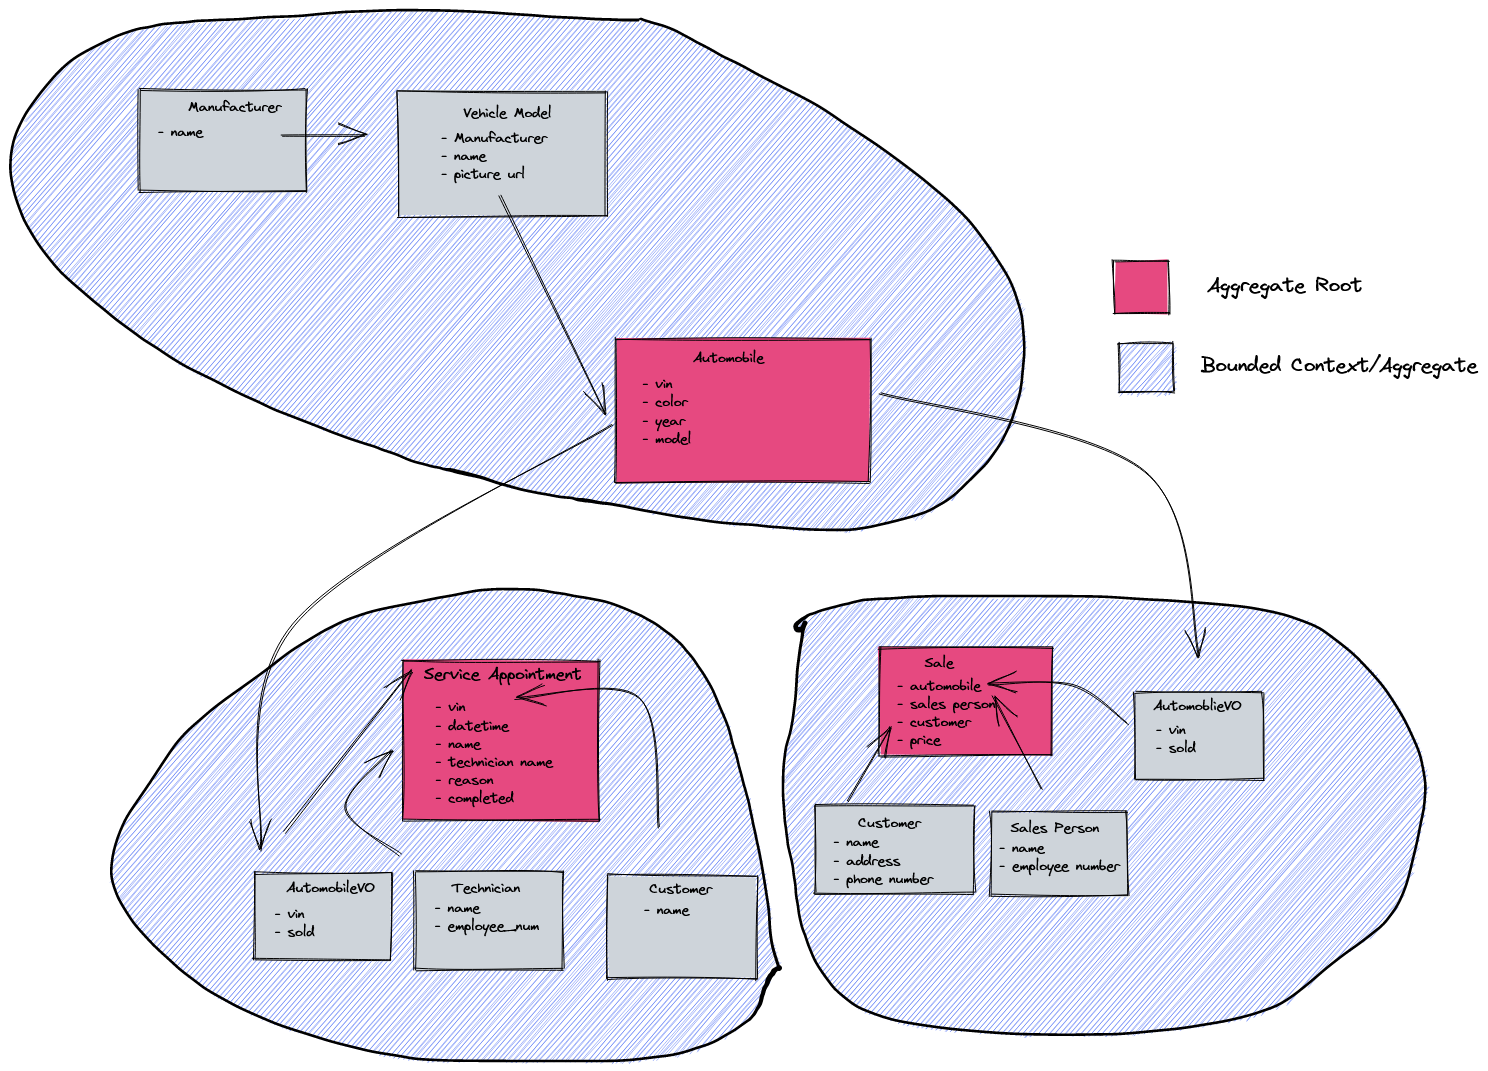 Manufacturer
- name
Vehicle Model
- Manufacturer
- name
- picture url
Aggregate Root
Bounded Context/Aggregate
Automobile
- vin
- color
- year
- model
Service Appointment
- vin
- datetime
- name
- technician name
- reason
- completed
AutomobileVO
- vin
- sold
Technician
- name
- employee_num
Customer
- name
Sale
- automobile
- sales person
- customer
- price
AutomoblieVO
- vin
- sold
Customer
- name
- address
- phone number
Sales Person
- name
- employee number